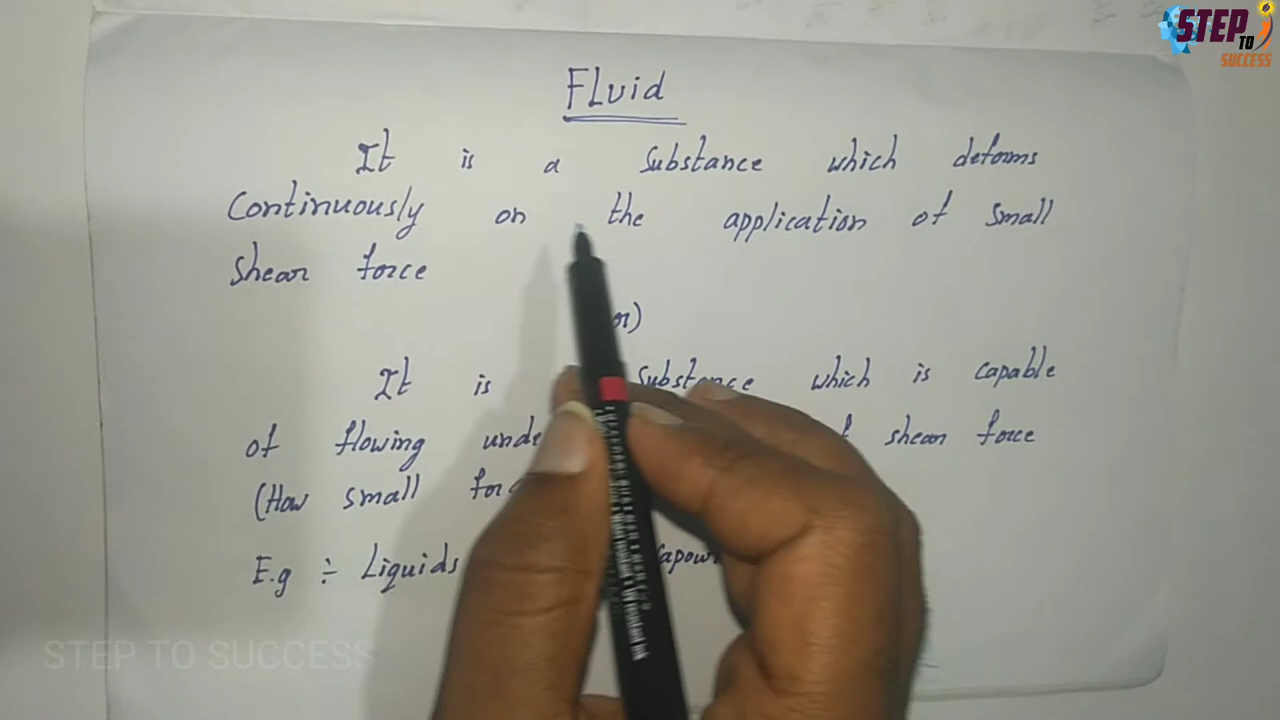 STEP
TO
SUCCESS
FLuid
It is a Substance which deforms
Continuously on the application of small
shear force
It is Substance which is capable
of flowing shear force
(How small
E.g ÷ Liquids
STEP TO SUCCESS